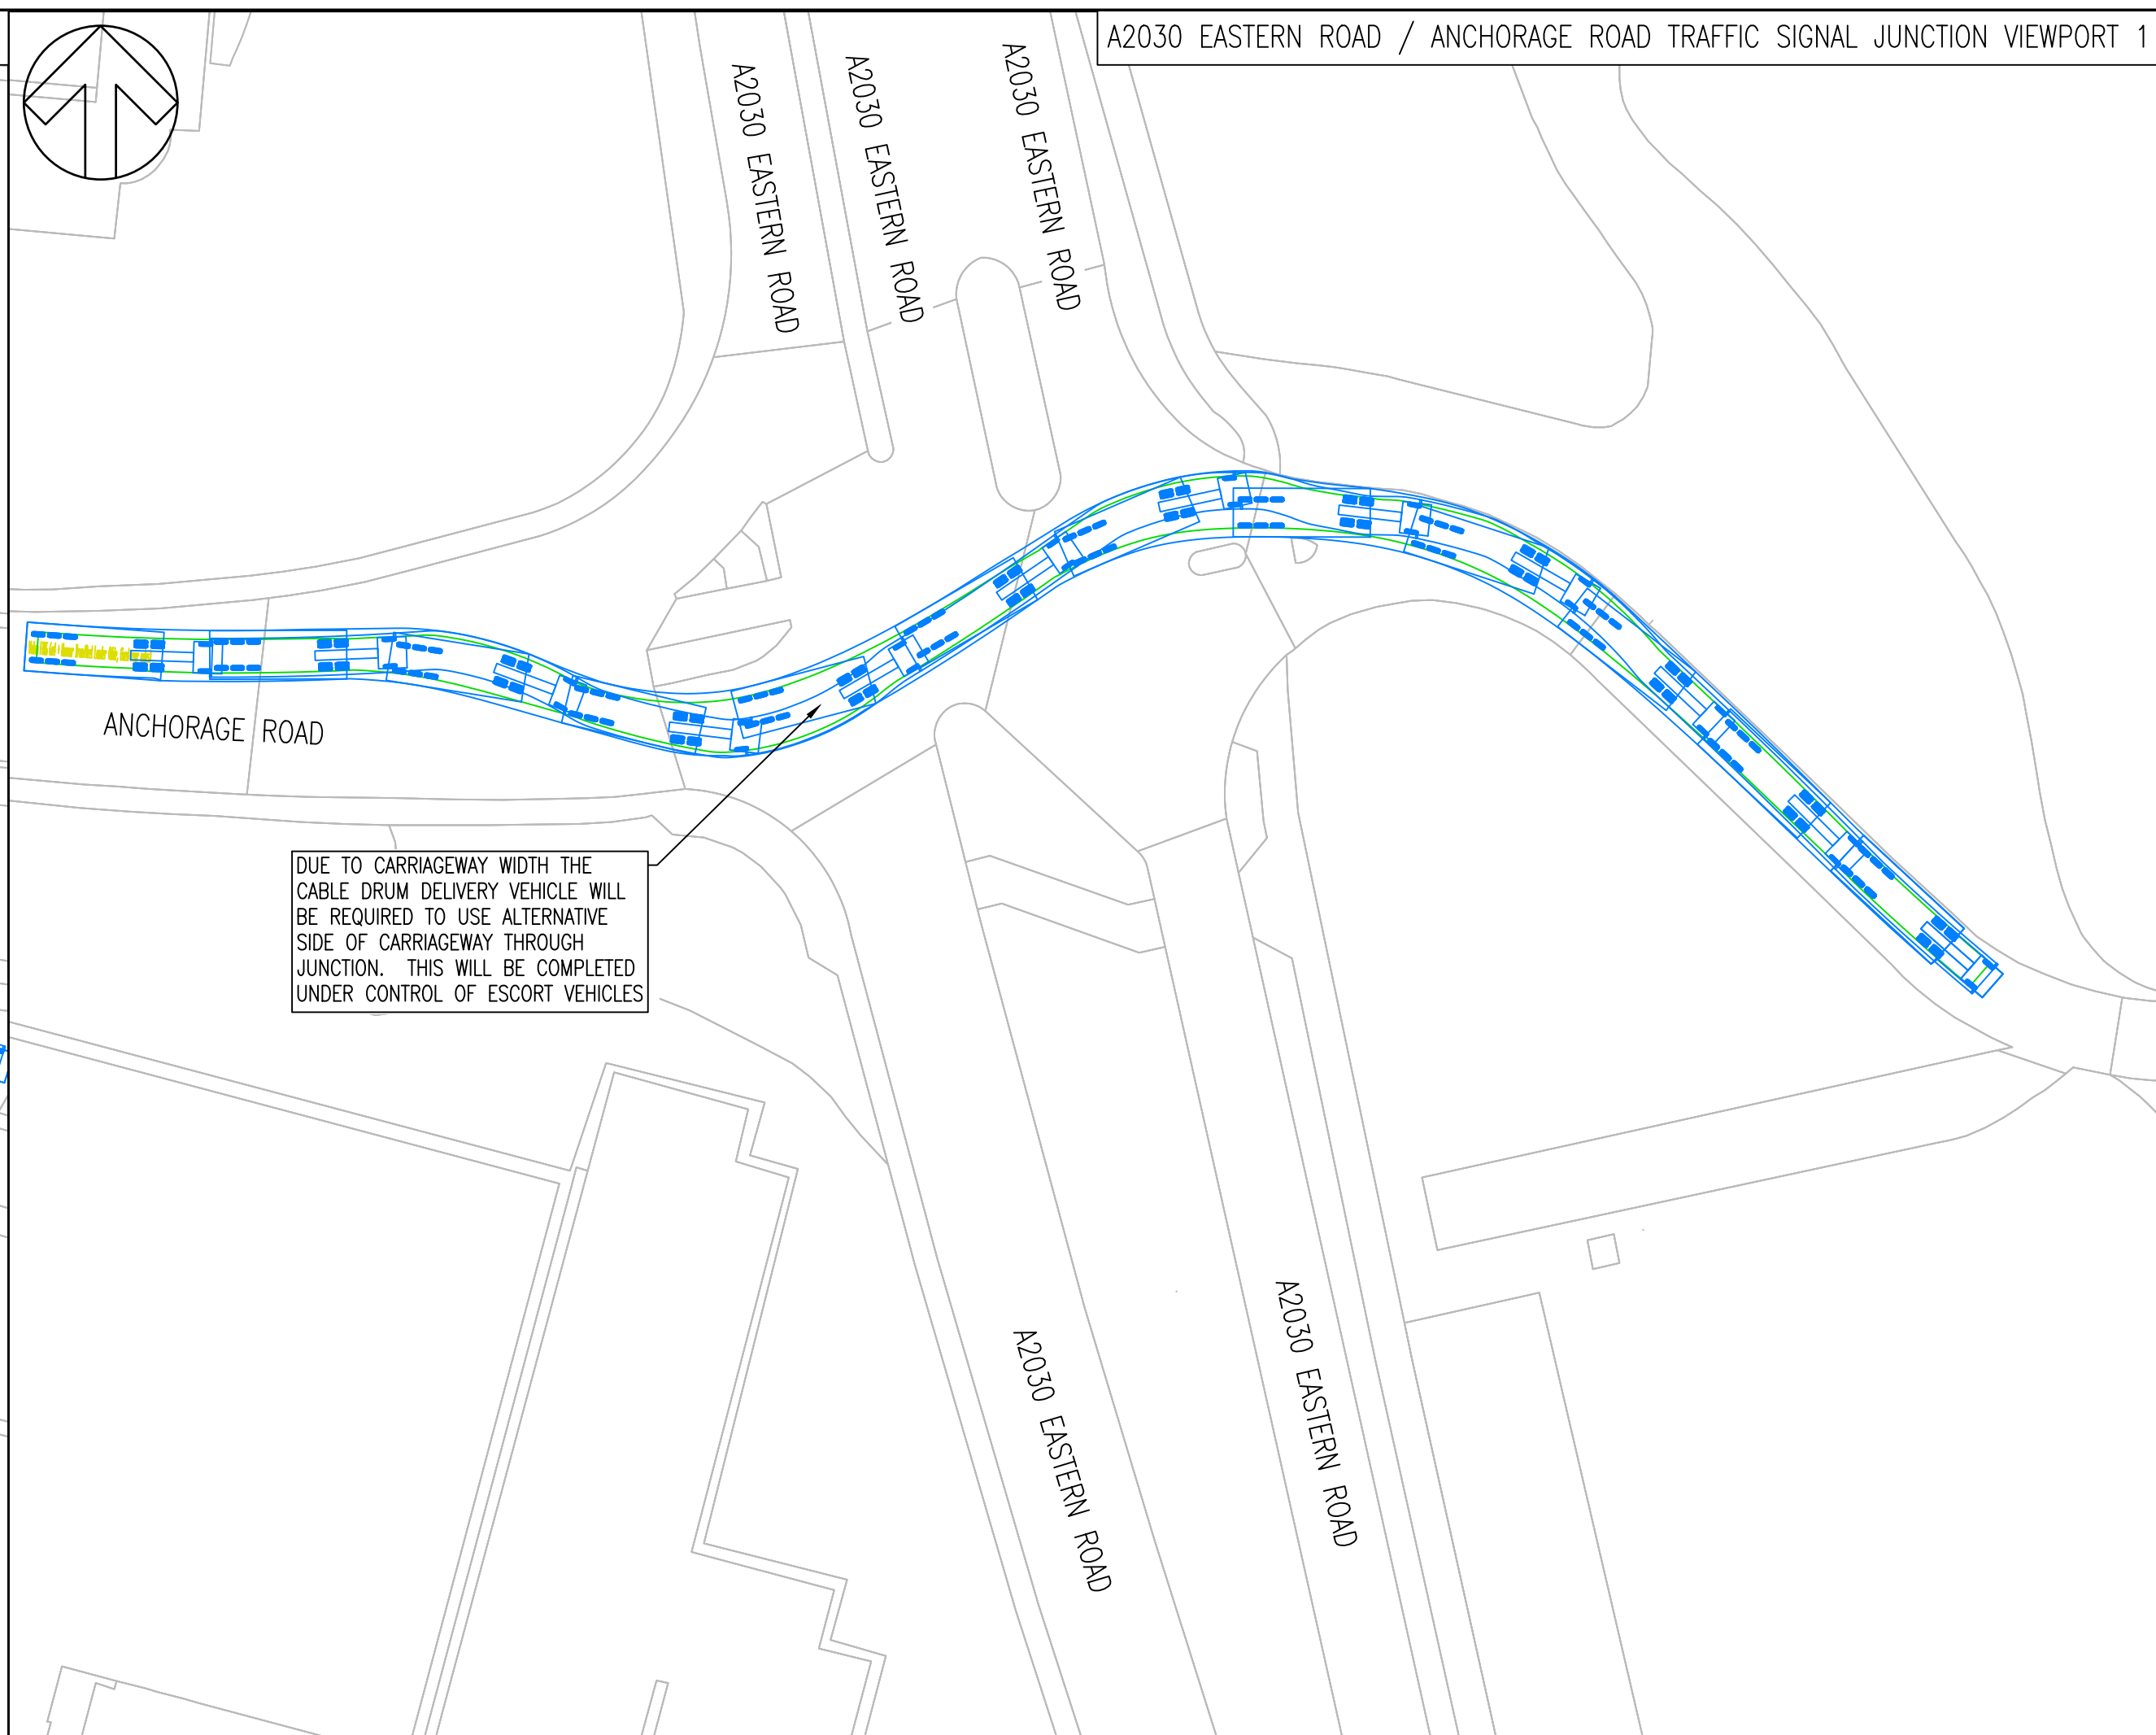 A2030 EASTERN ROAD / ANCHORAGE ROAD TRAFFIC SIGNAL JUNCTION VIEWPORT 1
A2030 EASTERN ROAD
A2030 EASTERN ROAD
A2030 EASTERN ROAD
ANCHORAGE ROAD
DUE TO CARRIAGEWAY WIDTH THE
CABLE DRUM DELIVERY VEHICLE WILL
BE REQUIRED TO USE ALTERNATIVE
SIDE OF CARRIAGEWAY THROUGH
JUNCTION. THIS WILL BE COMPLETED
UNDER CONTROL OF ESCORT VEHICLES
A2030 EASTERN ROAD
A2030 EASTERN ROAD